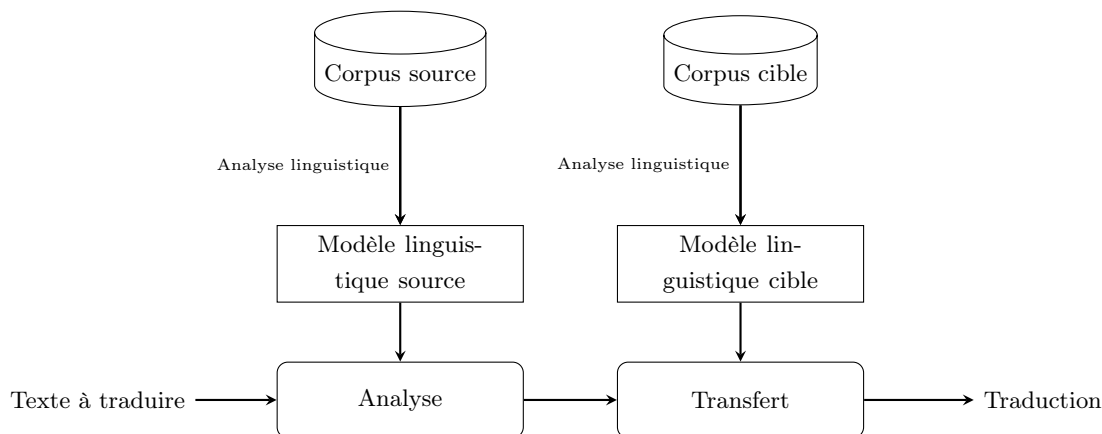 Corpus source
Corpus cible
Analyse linguistique
Analyse linguistique
Modèle linguis-
tique source
Modèle lin-
guistique cible
Texte à traduire
Analyse
Transfert
Traduction